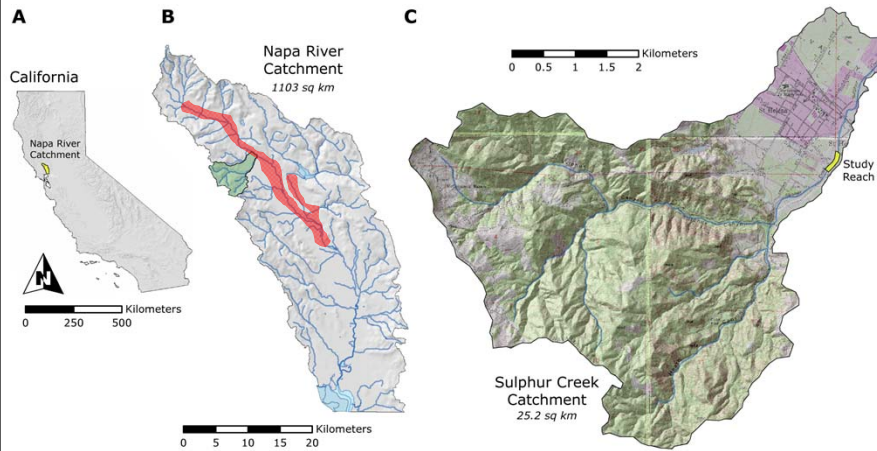 A
California
Napa River
Catchment
N
Kilometers
0 250 500
B
Napa River
Catchment
1103 sq km
Kilometers
0 5 10 15 20
C
Kilometers
0 0.5 1 1.5 2
Study
Reach
Sulphur Creek
Catchment
25.2 sq km